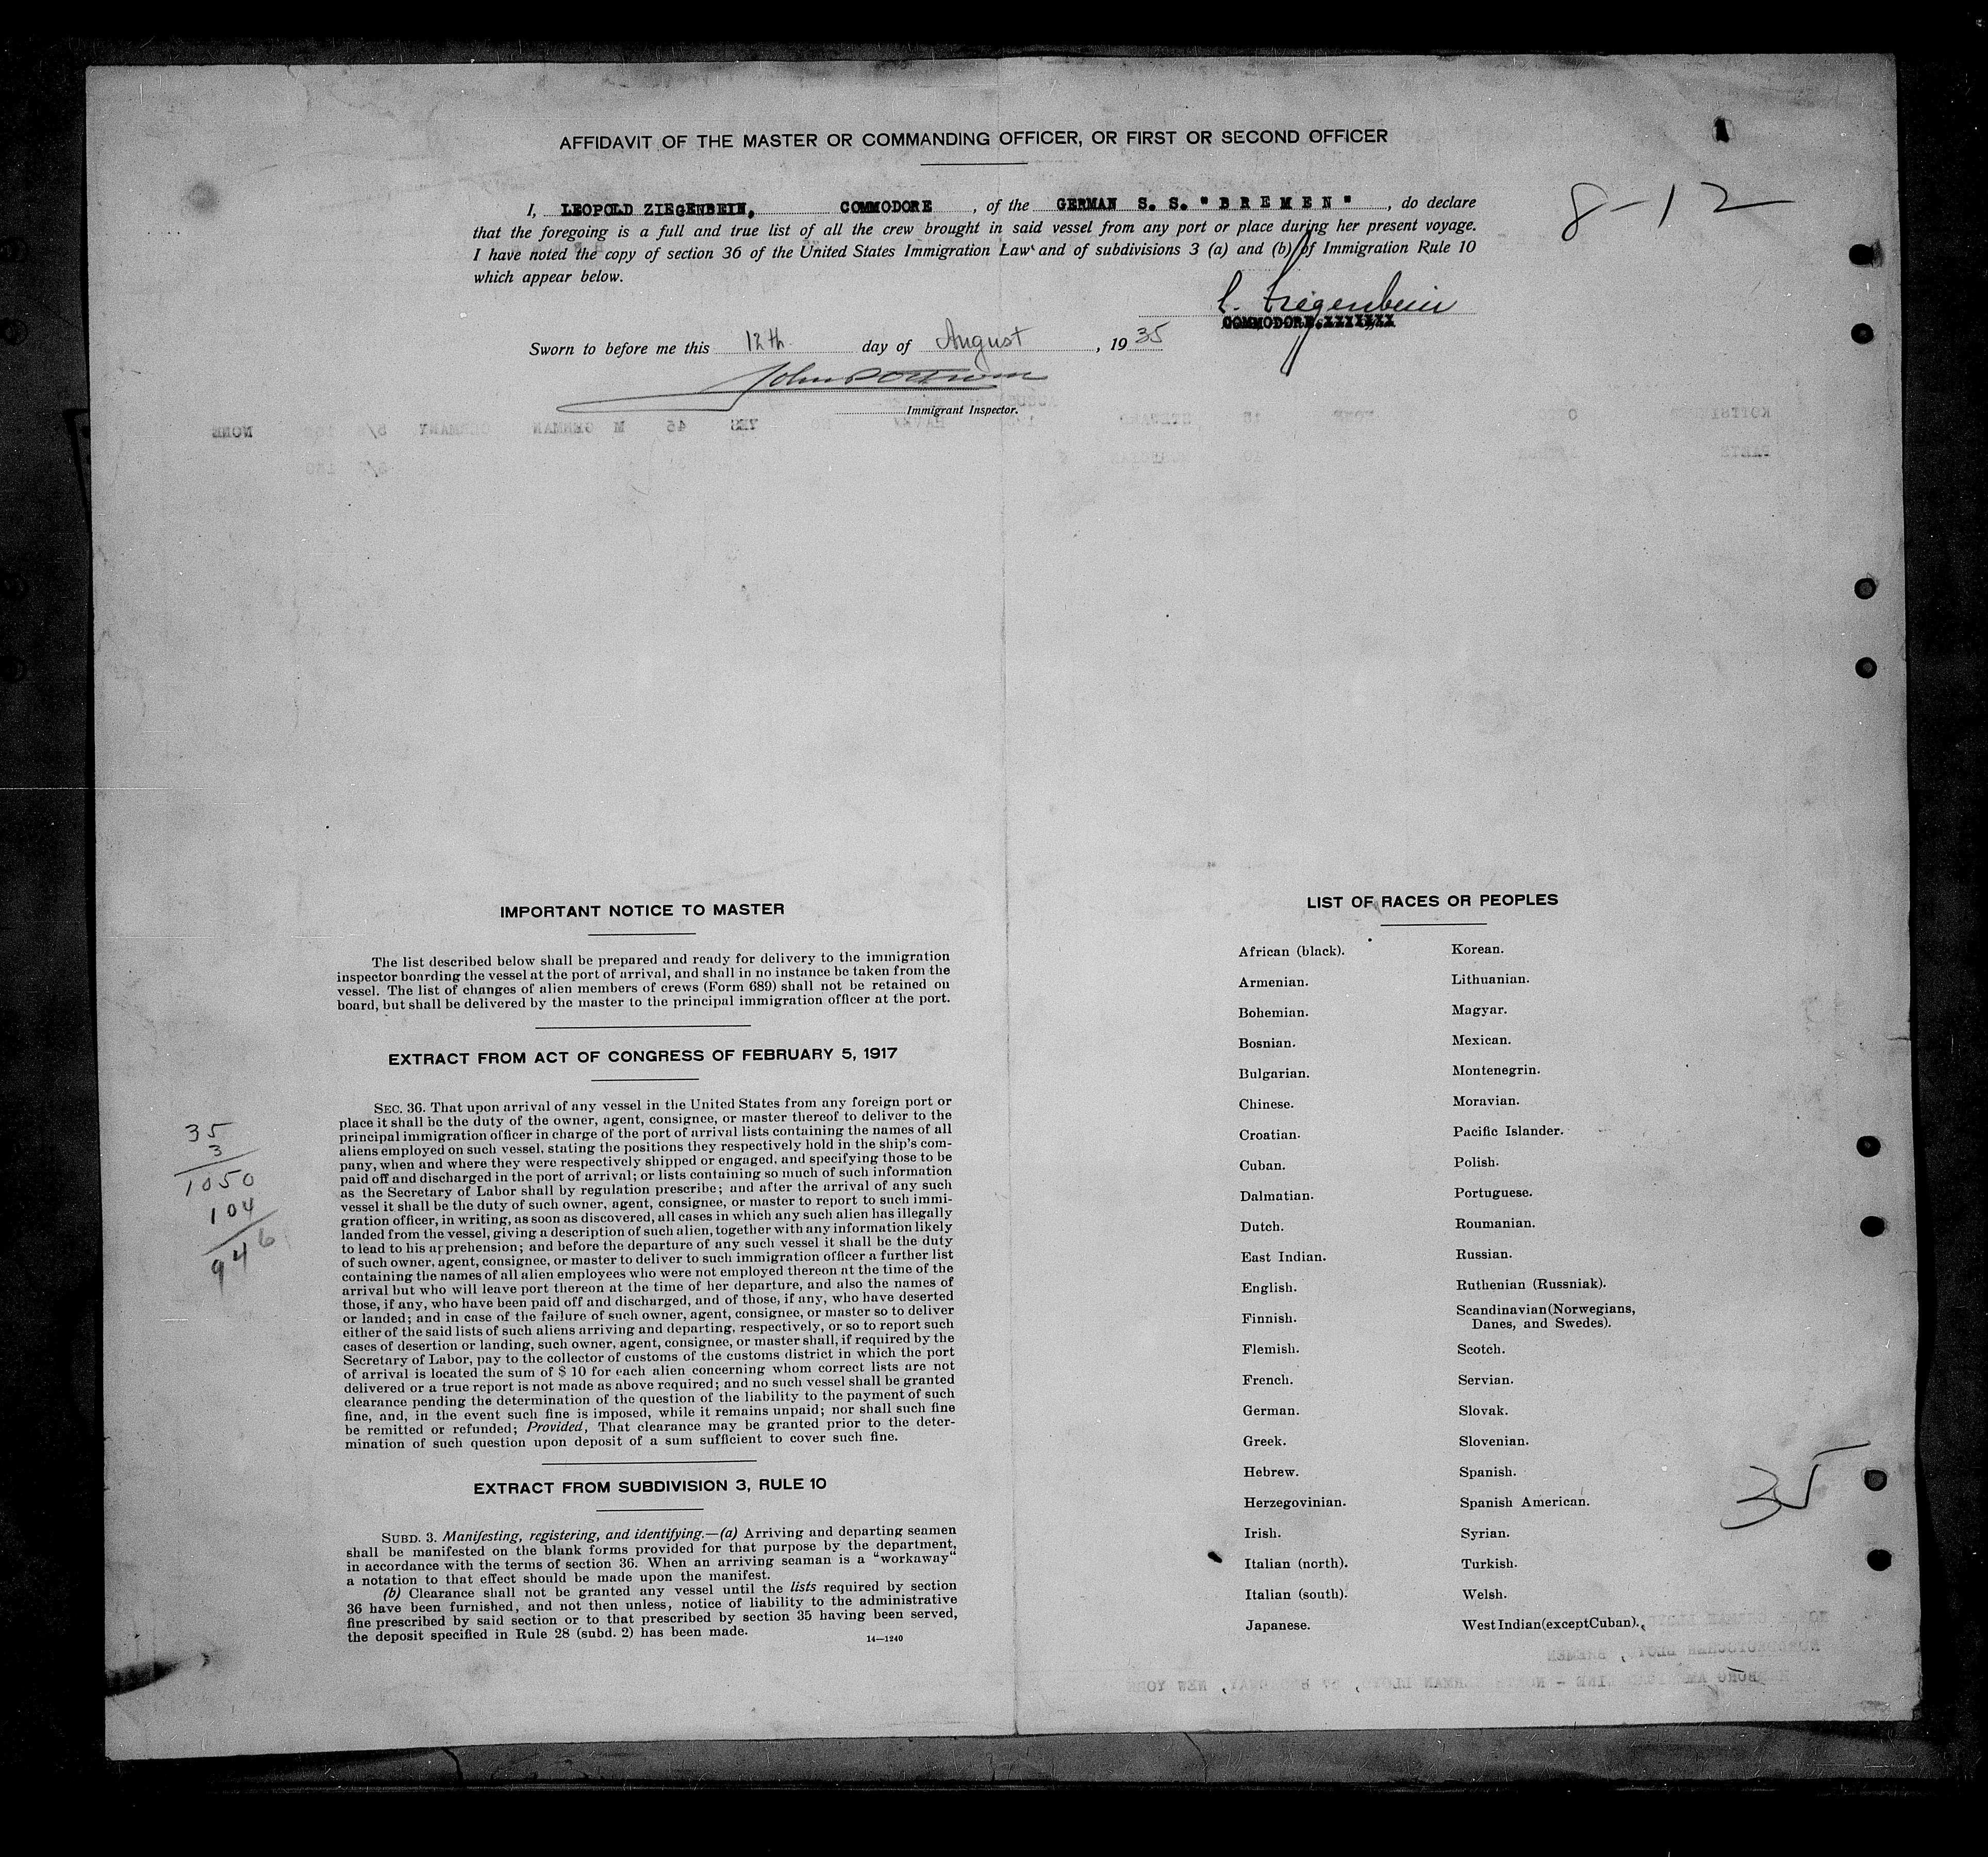 AFFIDAVIT OF THE MASTER OR COMMANDING OFFICER, OR FIRST OR SECOND OFFICER
8-12
I, LEOPOLD ZIEGENBEIN, COMMODORE, of the GERMAN S. S. "BREMEN", do declare
that the foregoing is a full and true list of all the crew brought in said vessel from any port or place during her present voyage.
I have noted the copy of section 36 of the United States Immigration Law and of subdivisions 3 (a) and (b) of Immigration Rule 10
which appear below.
L. Ziegenbein
COMMODORE.XXXXXXX
Sworn to before me this 12th day of August, 1935
Immigrant Inspector.
IMPORTANT NOTICE TO MASTER
The list described below shall be prepared and ready for delivery to the immigration
inspector boarding the vessel at the port of arrival, and shall in no instance be taken from the
vessel. The list of changes of alien members of crews (Form 689) shall not be retained on
board, but shall be delivered by the master to the principal immigration officer at the port.
EXTRACT FROM ACT OF CONGRESS OF FEBRUARY 5, 1917
SEC. 36. That upon arrival of any vessel in the United States from any foreign port or
place it shall be the duty of the owner, agent, consignee, or master thereof to deliver to the
principal immigration officer in charge of the port of arrival lists containing the names of all
aliens employed on such vessel, stating the positions they respectively hold in the ship's com-
pany, when and where they were respectively shipped or engaged, and specifying those to be
paid off and discharged in the port of arrival; or lists containing so much of such information
as the Secretary of Labor shall by regulation prescribe; and after the arrival of any such
vessel it shall be the duty of such owner, agent, consignee, or master to report to such immi-
gration officer, in writing, as soon as discovered, all cases in which any such alien has illegally
landed from the vessel, giving a description of such alien, together with any information likely
to lead to his apprehension; and before the departure of any such vessel it shall be the duty
of such owner, agent, consignee, or master to deliver to such immigration officer a further list
containing the names of all alien employees who were not employed thereon at the time of the
arrival but who will leave port thereon at the time of her departure, and also the names of
those, if any, who have been paid off and discharged, and of those, if any, who have deserted
or landed; and in case of the failure of such owner, agent, consignee, or master so to deliver
either of the said lists of such aliens arriving and departing, respectively, or so to report such
cases of desertion or landing, such owner, agent, consignee, or master shall, if required by the
Secretary of Labor, pay to the collector of customs of the customs district in which the port
of arrival is located the sum of $ 10 for each alien concerning whom correct lists are not
delivered or a true report is not made as above required; and no such vessel shall be granted
clearance pending the determination of the question of the liability to the payment of such
fine, and, in the event such fine is imposed, while it remains unpaid; nor shall such fine
be remitted or refunded; Provided, That clearance may be granted prior to the deter-
mination of such question upon deposit of a sum sufficient to cover such fine.
EXTRACT FROM SUBDIVISION 3, RULE 10
SUBD. 3. Manifesting, registering, and identifying.—(a) Arriving and departing seamen
shall be manifested on the blank forms provided for that purpose by the department,
in accordance with the terms of section 36. When an arriving seaman is a "workaway"
a notation to that effect should be made upon the manifest.
(b) Clearance shall not be granted any vessel until the lists required by section
36 have been furnished, and not then unless, notice of liability to the administrative
fine prescribed by said section or to that prescribed by section 35 having been served,
the deposit specified in Rule 28 (subd. 2) has been made.
14—1240
35
3
1050
104
946
LIST OF RACES OR PEOPLES
African (black).
Armenian.
Bohemian.
Bosnian.
Bulgarian.
Chinese.
Croatian.
Cuban.
Dalmatian.
Dutch.
East Indian.
English.
Finnish.
Flemish.
French.
German.
Greek.
Hebrew.
Herzegovinian.
Irish.
Italian (north).
Italian (south).
Japanese.
Korean.
Lithuanian.
Magyar.
Mexican.
Montenegrin.
Moravian.
Pacific Islander.
Polish.
Portuguese.
Roumanian.
Russian.
Ruthenian (Russniak).
Scandinavian (Norwegians,
Danes, and Swedes).
Scotch.
Servian.
Slovak.
Slovenian.
Spanish.
Spanish American.
Syrian.
Turkish.
Welsh.
West Indian (except Cuban).
35